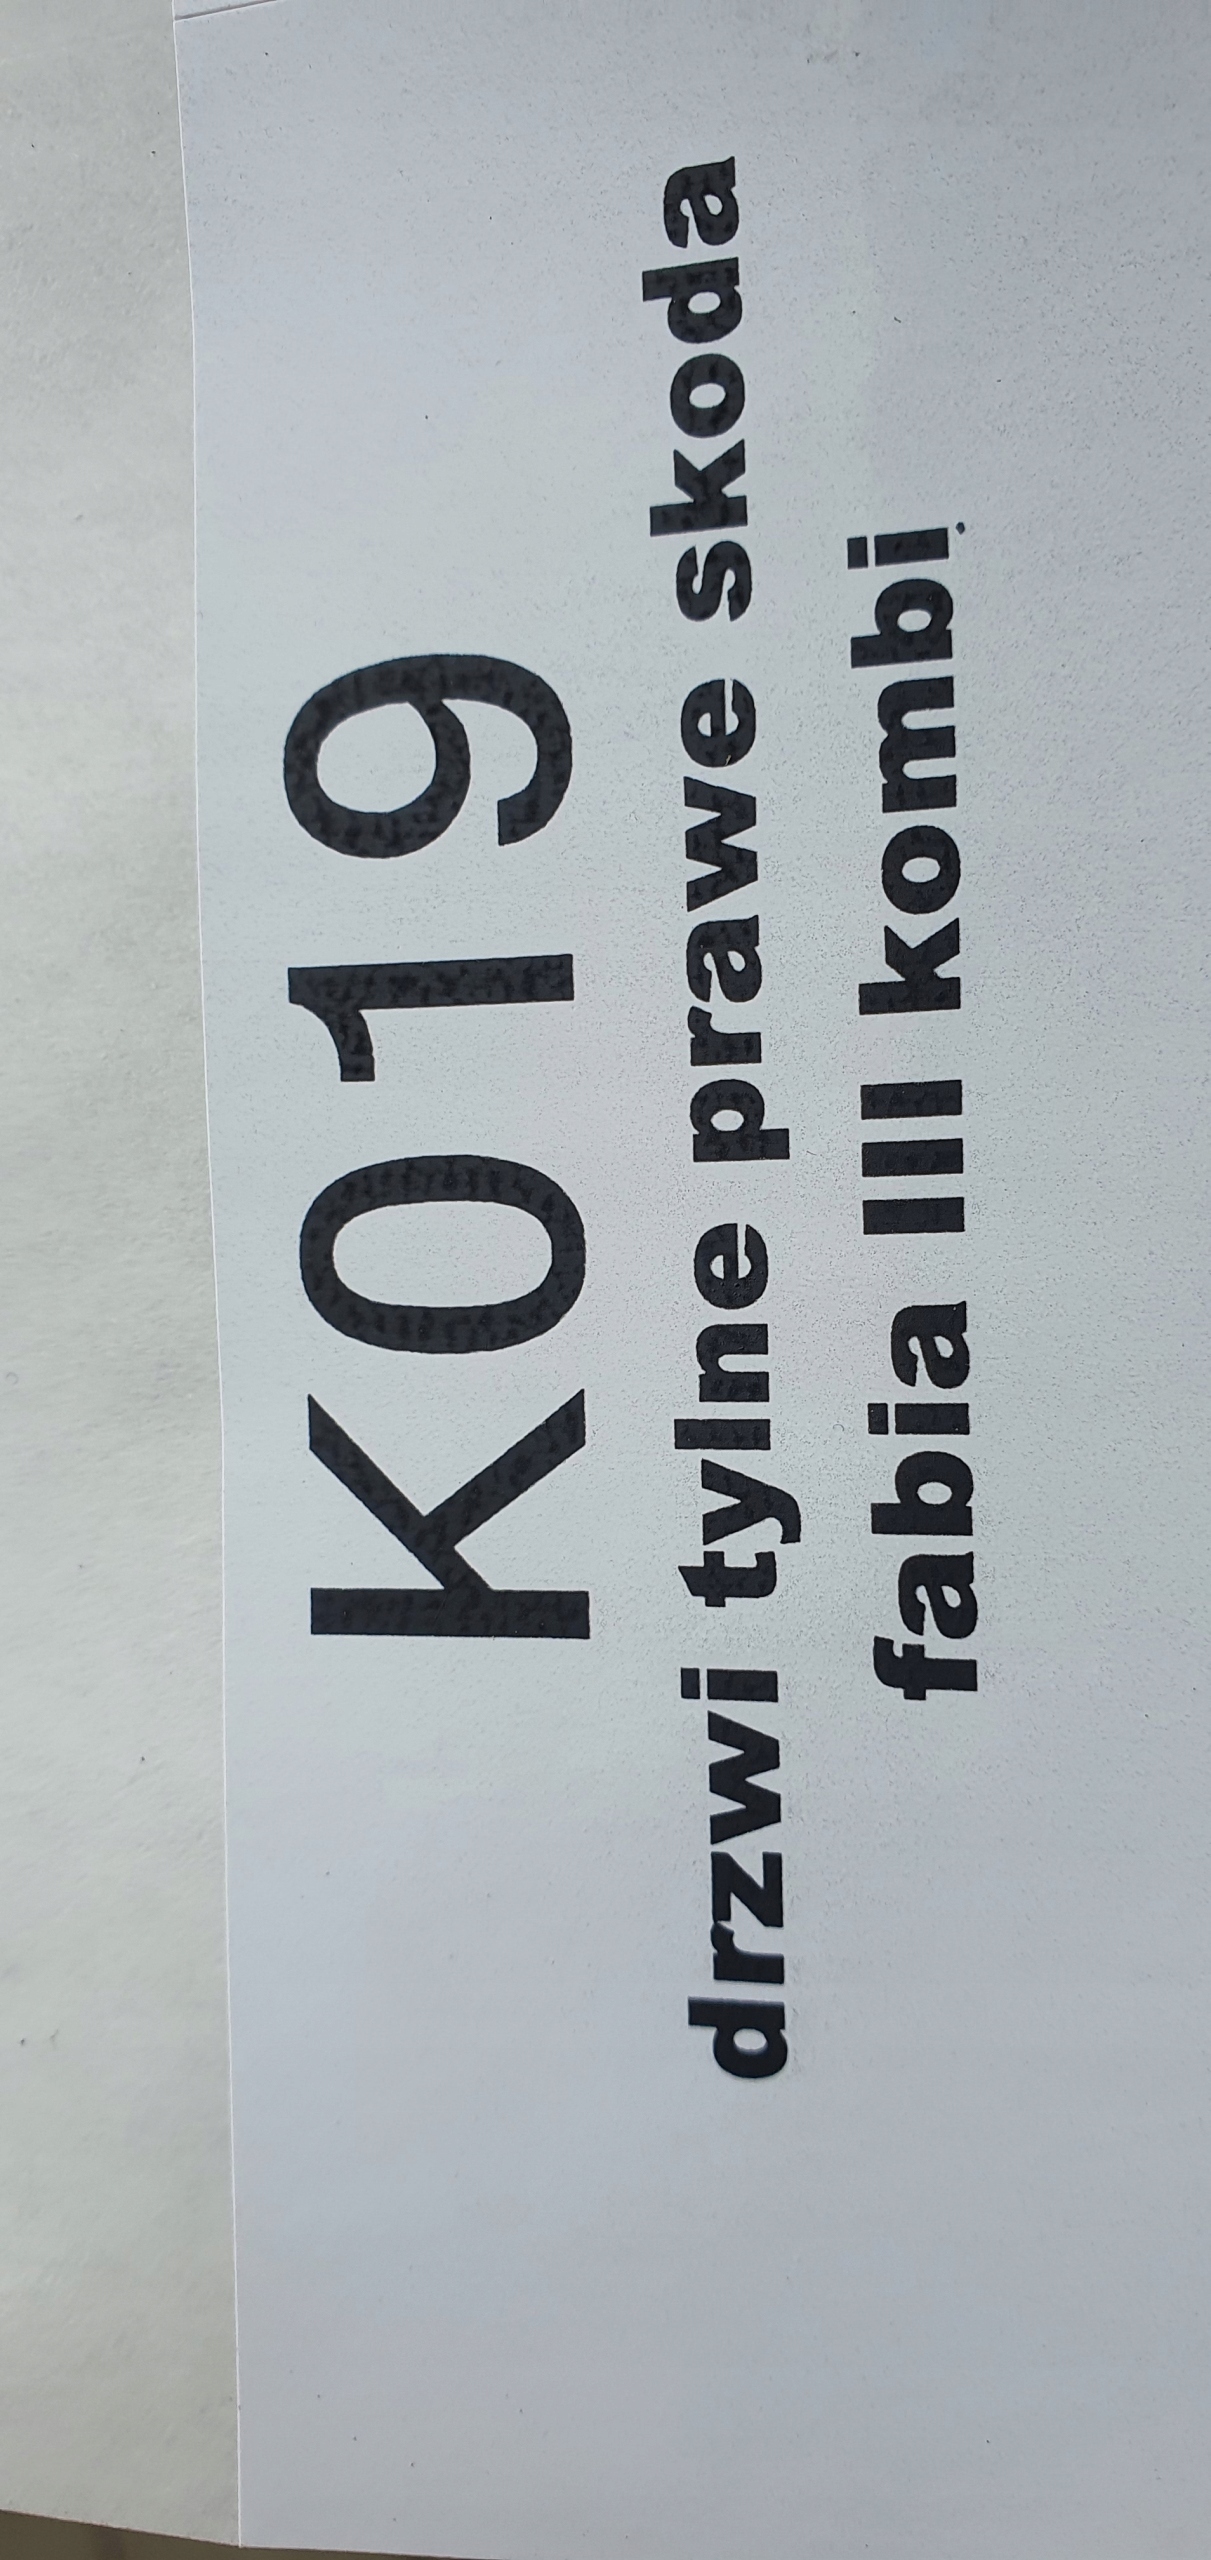 K019
drzwi tylne prawe skoda
fabia III kombi